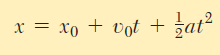 x = x₀ + v₀t + ½at²